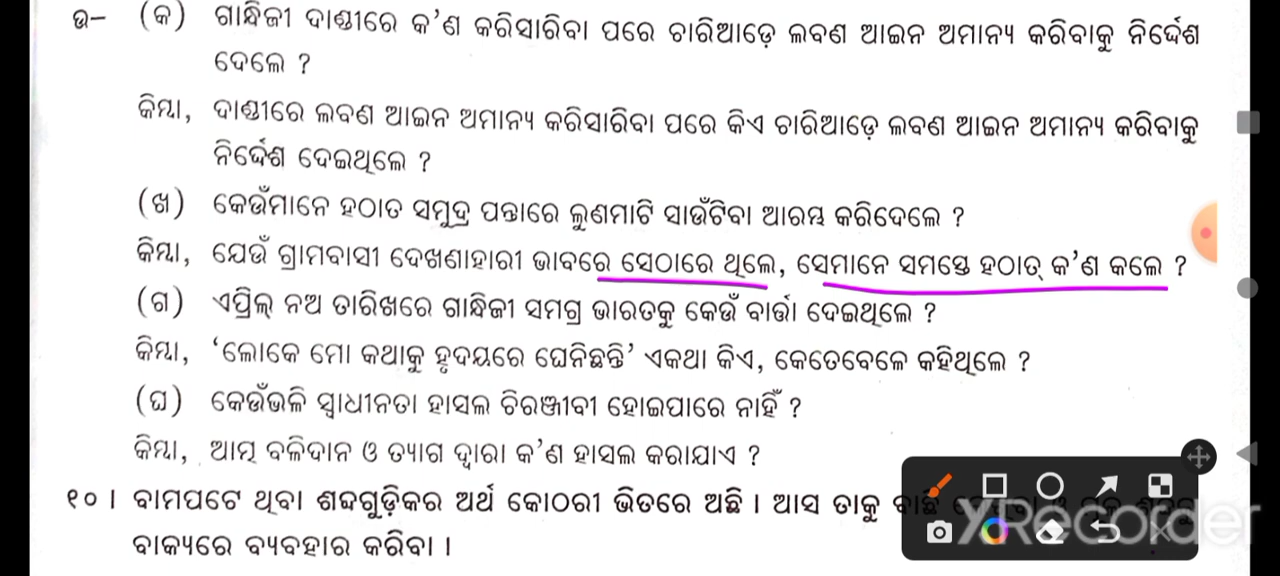 ଉ– (କ) ଗାନ୍ଧିଜୀ ଦାଣ୍ଡୀରେ କ’ଣ କରିସାରିବା ପରେ ଚାରିଆଡ଼େ ଲବଣ ଆଇନ ଅମାନ୍ୟ କରିବାକୁ ନିର୍ଦ୍ଦେଶ
ଦେଲେ ?
କିମ୍ବା, ଦାଣ୍ଡୀରେ ଲବଣ ଆଇନ ଅମାନ୍ୟ କରିସାରିବା ପରେ କିଏ ଚାରିଆଡ଼େ ଲବଣ ଆଇନ ଅମାନ୍ୟ କରିବାକୁ
ନିର୍ଦ୍ଦେଶ ଦେଇଥିଲେ ?
(ଖ) କେଉଁମାନେ ହଠାତ ସମୁଦ୍ର ପନ୍ତାରେ ଲୁଣମାଟି ସାଉଁଟିବା ଆରମ୍ଭ କରିଦେଲେ ?
କିମ୍ବା, ଯେଉଁ ଗ୍ରାମବାସୀ ଦେଖଣାହାରୀ ଭାବରେ ସେଠାରେ ଥିଲେ, ସେମାନେ ସମସ୍ତେ ହଠାତ୍ କ’ଣ କଲେ ?
(ଗ) ଏପ୍ରିଲ୍ ନଅ ତାରିଖରେ ଗାନ୍ଧିଜୀ ସମଗ୍ର ଭାରତକୁ କେଉଁ ବାର୍ତ୍ତା ଦେଇଥିଲେ ?
କିମ୍ବା, ‘ଲୋକେ ମୋ କଥାକୁ ହୃଦୟରେ ଘେନିଛନ୍ତି’ ଏକଥା କିଏ, କେତେବେଳେ କହିଥିଲେ ?
(ଘ) କେଉଁଭଳି ସ୍ୱାଧୀନତା ହାସଲ ଚିରଞ୍ଜୀବୀ ହୋଇପାରେ ନାହିଁ ?
କିମ୍ବା, ଆତ୍ମ ବଳିଦାନ ଓ ତ୍ୟାଗ ଦ୍ୱାରା କ’ଣ ହାସଲ କରାଯାଏ ?
୧୦। ବାମପଟେ ଥିବା ଶବ୍ଦଗୁଡ଼ିକର ଅର୍ଥ କୋଠରୀ ଭିତରେ ଅଛି । ଆସ ତାକୁ ବାଛି
ବାକ୍ୟରେ ବ୍ୟବହାର କରିବା ।
XRecorder